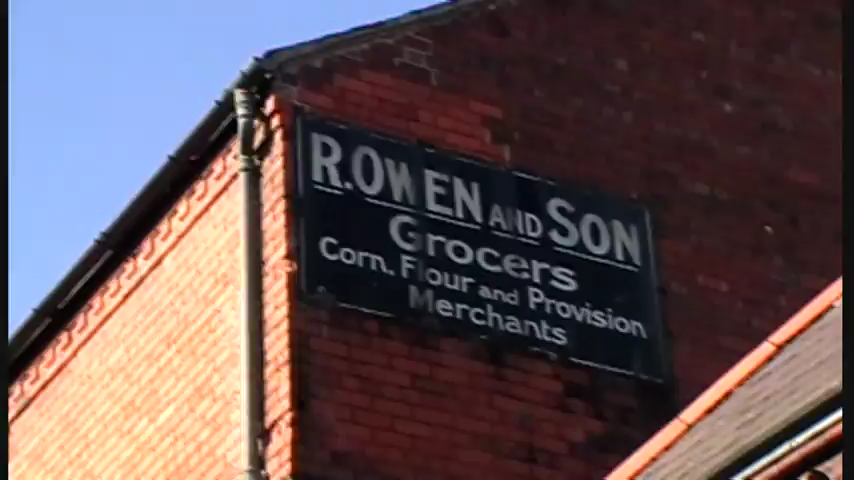 R. OWEN AND SON
Grocers
Corn. Flour and Provision
Merchants